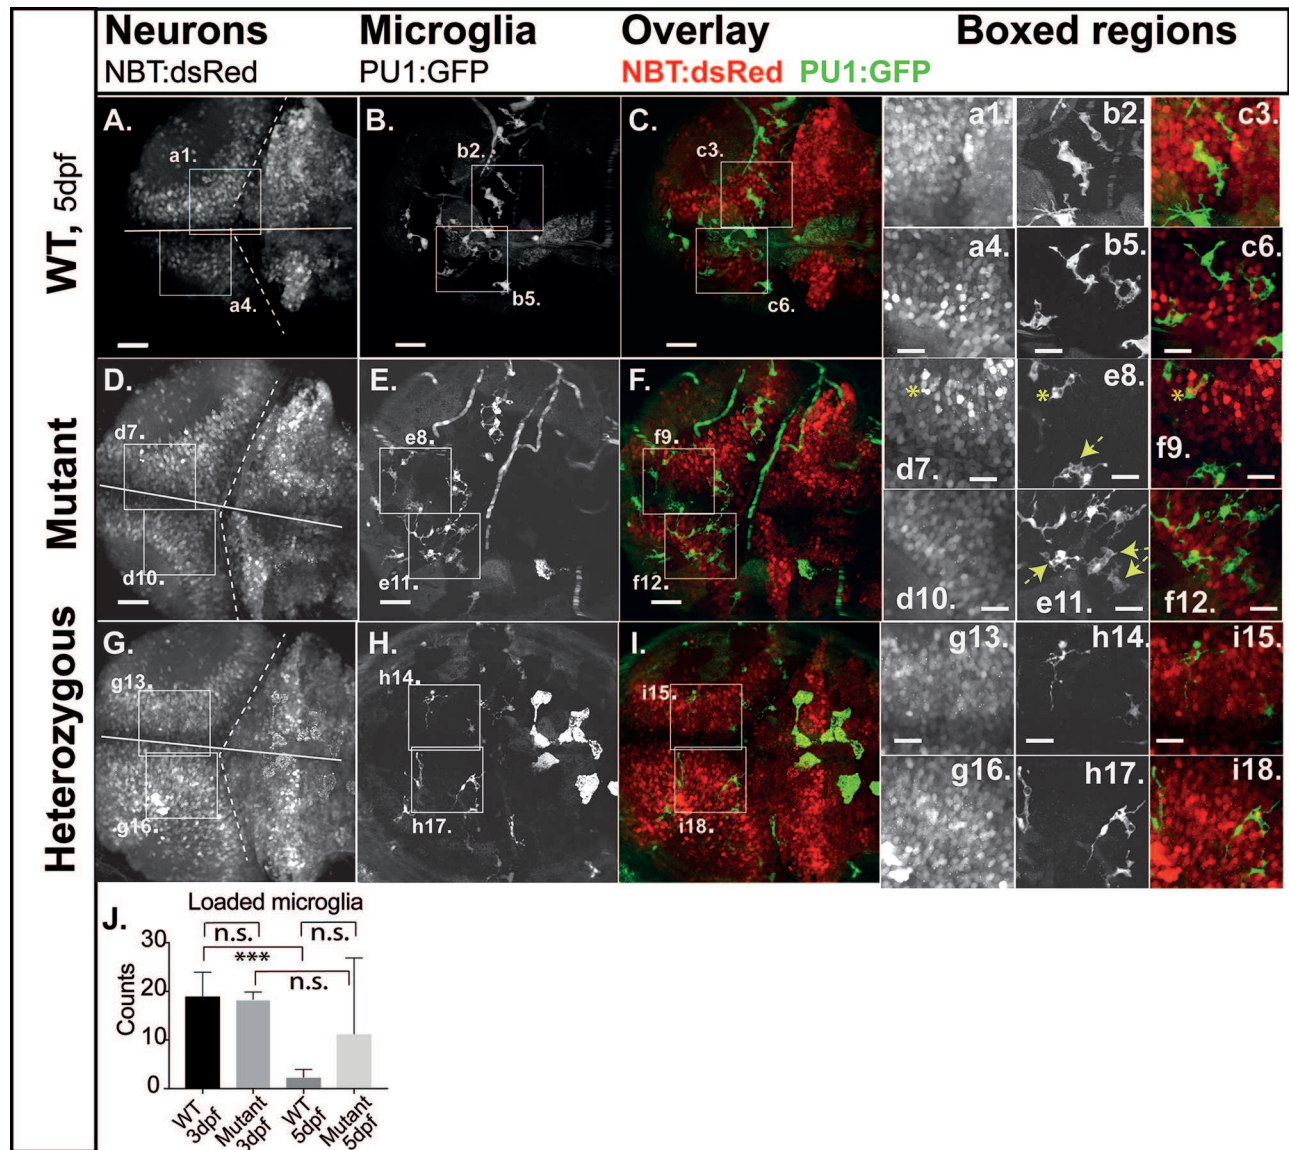 Neurons Microglia Overlay Boxed regions
NBT:dsRed PU1:GFP NBT:dsRed PU1:GFP
WT, 5dpf
A. a1. a4.
B. b2. b5.
C. c3. c6.
a1. b2. c3.
a4. b5. c6.
Mutant
D. d7. d10.
E. e8. e11.
F. f9. f12.
* d7. * e8. * f9.
d10. e11. f12.
Heterozygous
G. g13. g16.
H. h14. h17.
I. i15. i18.
g13. h14. i15.
g16. h17. i18.
J. Loaded microglia
n.s. n.s.
***
n.s.
Counts
30
20
10
0
WT 3dpf
Mutant 3dpf
WT 5dpf
Mutant 5dpf